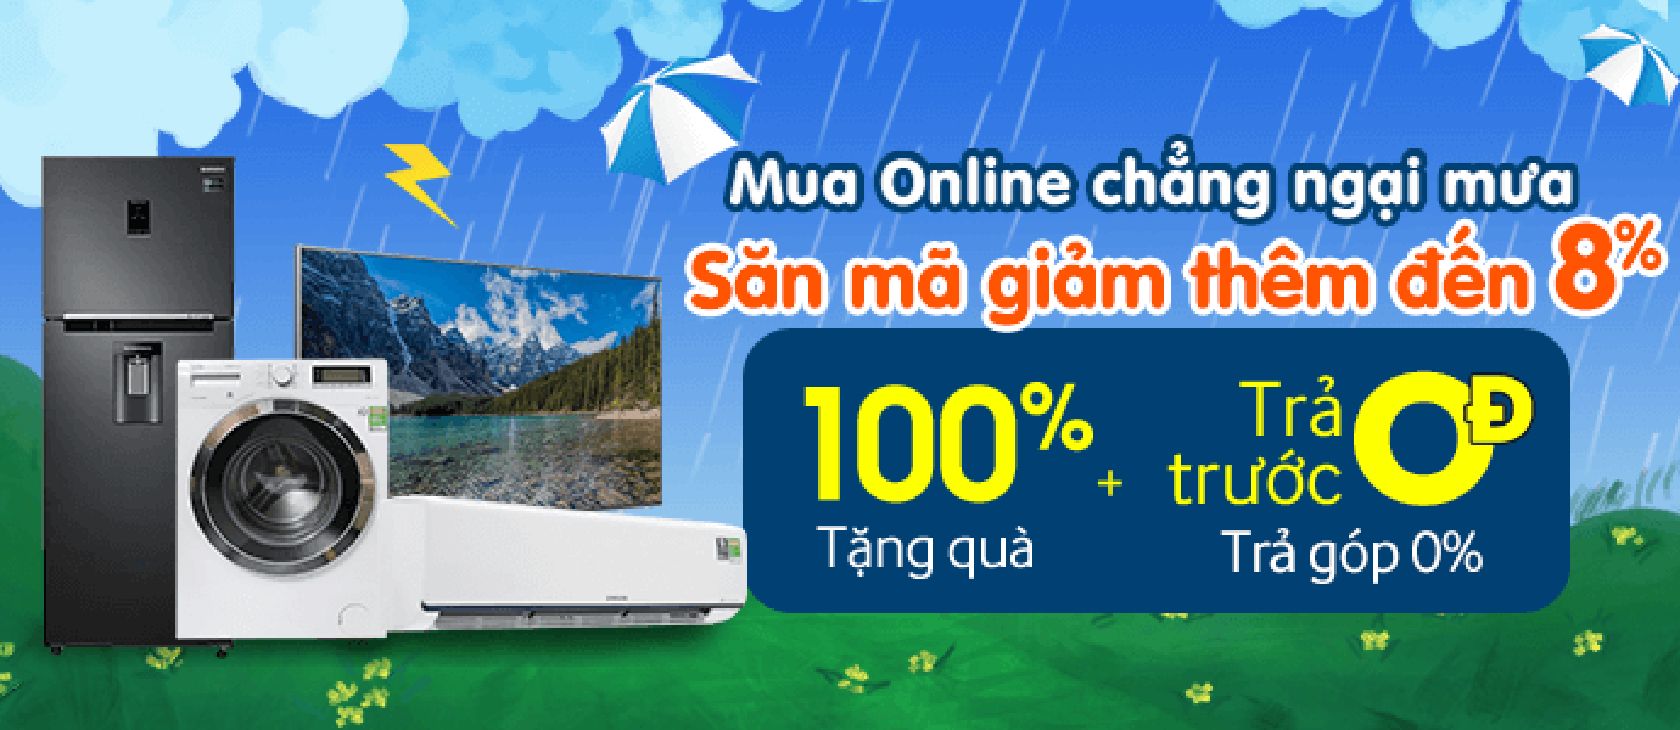 Mua Online chẳng ngại mưa
Săn mã giảm thêm đến 8%
100%
Tặng quà
+
Trả trước 0Đ
Trả góp 0%